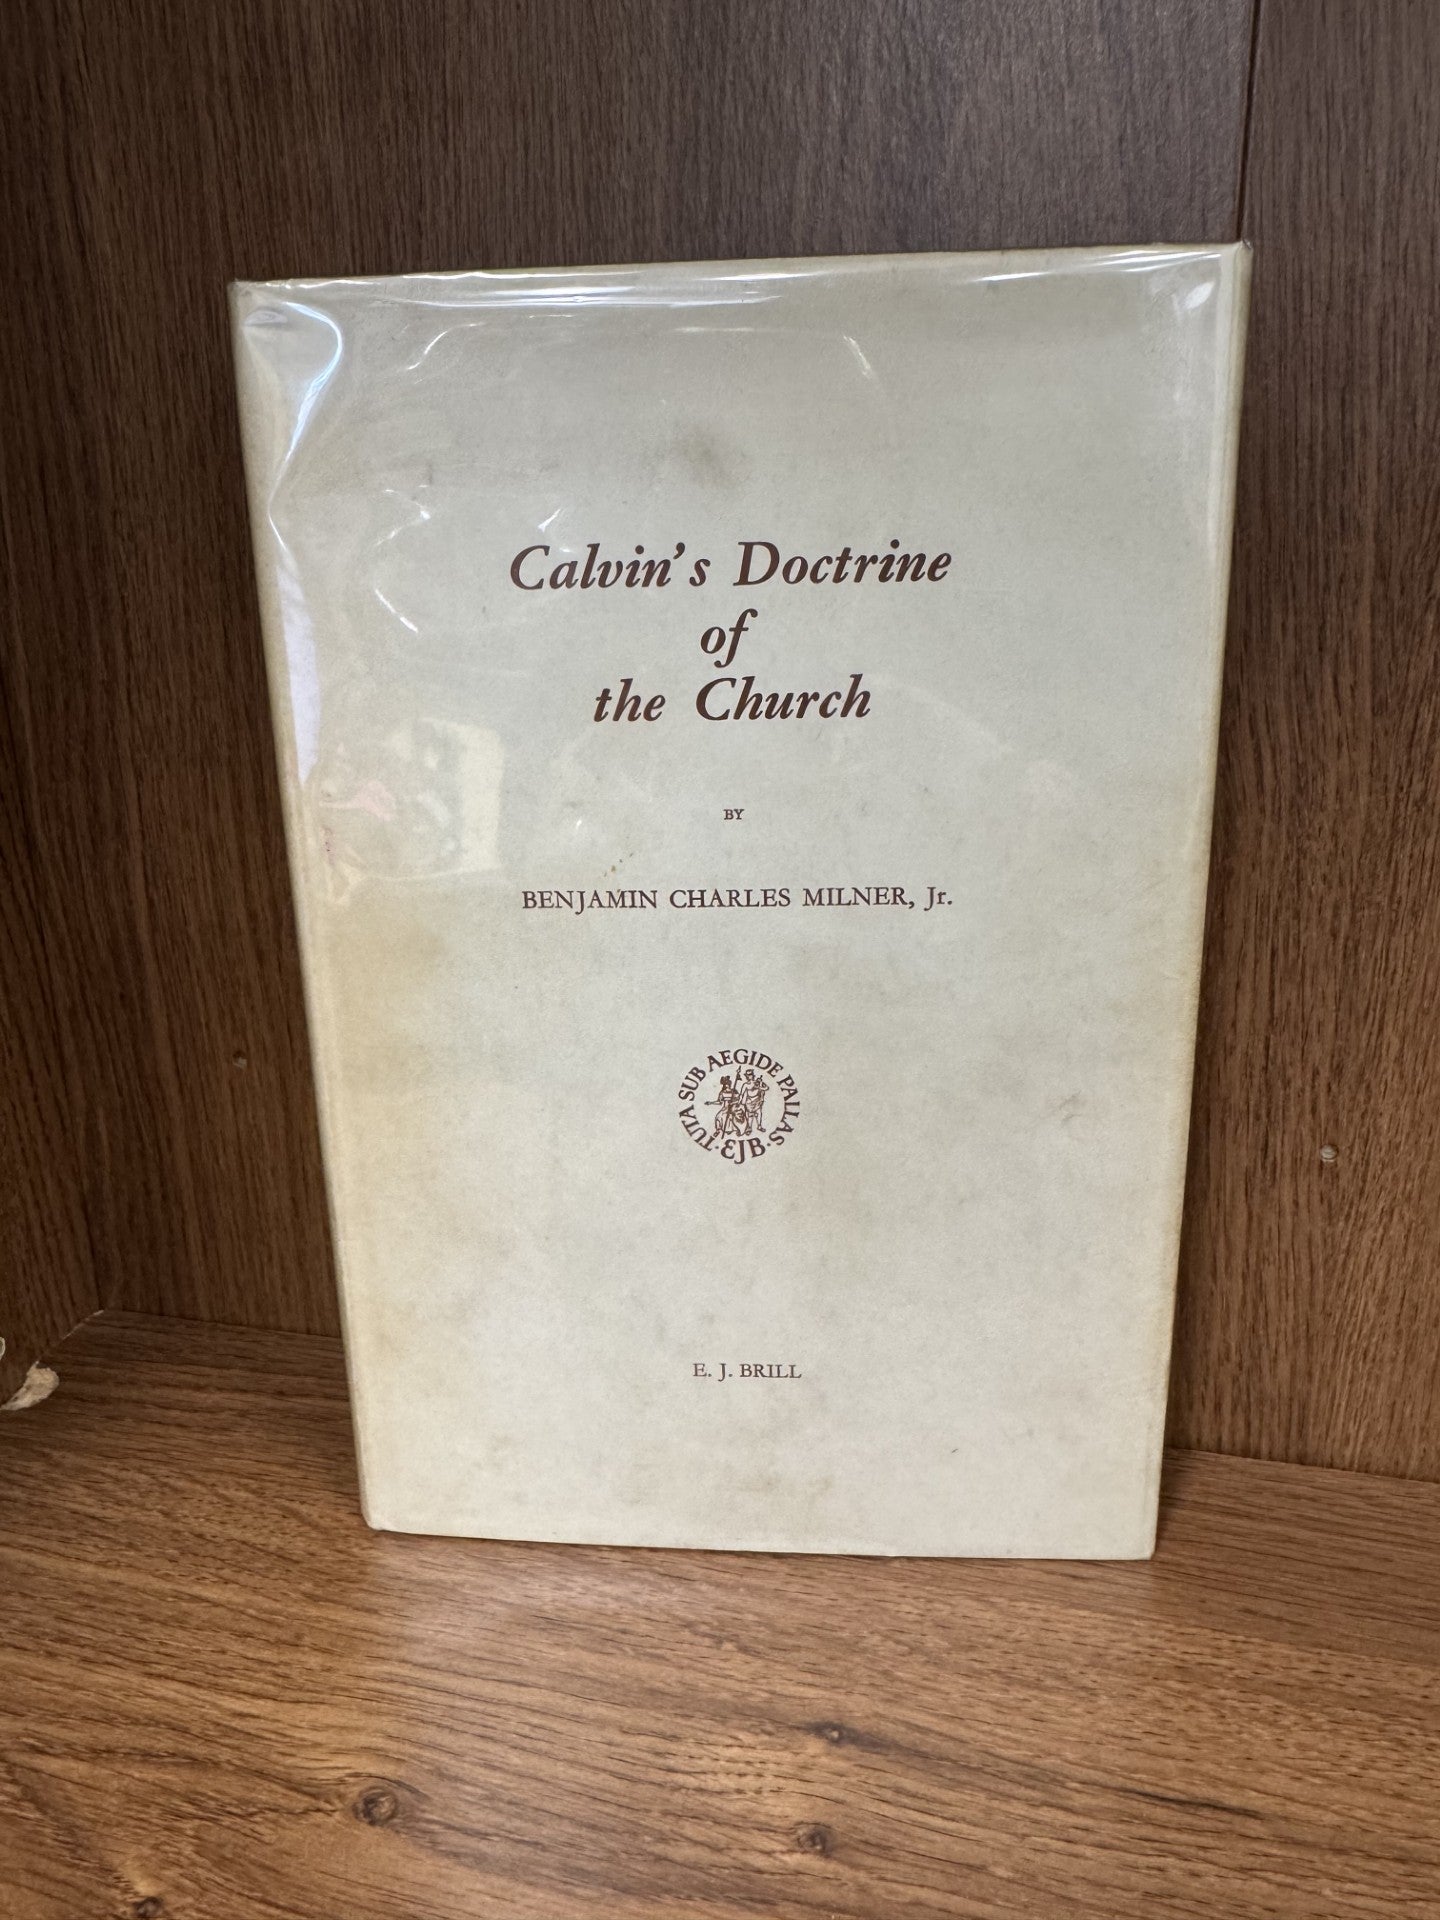 Calvin's Doctrine
of
the Church
BY
BENJAMIN CHARLES MILNER, Jr.
TUTA SUB AEGIDE PALLAS
·EJB·
E. J. BRILL